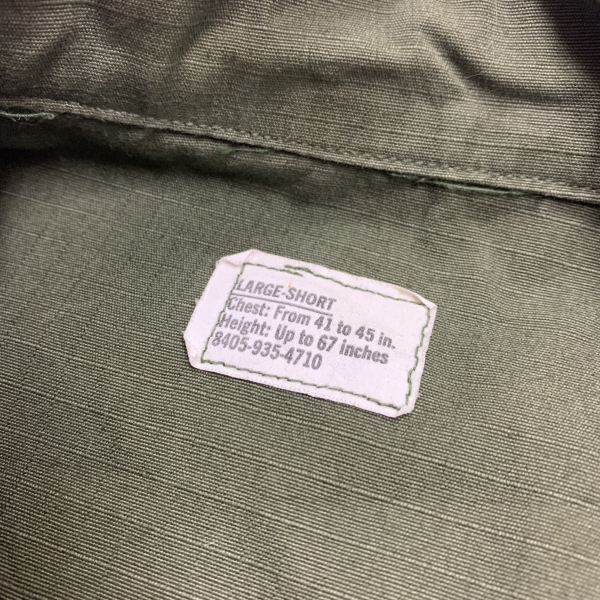 LARGE-SHORT
Chest: From 41 to 45 in.
Height: Up to 67 inches
8405-935-4710